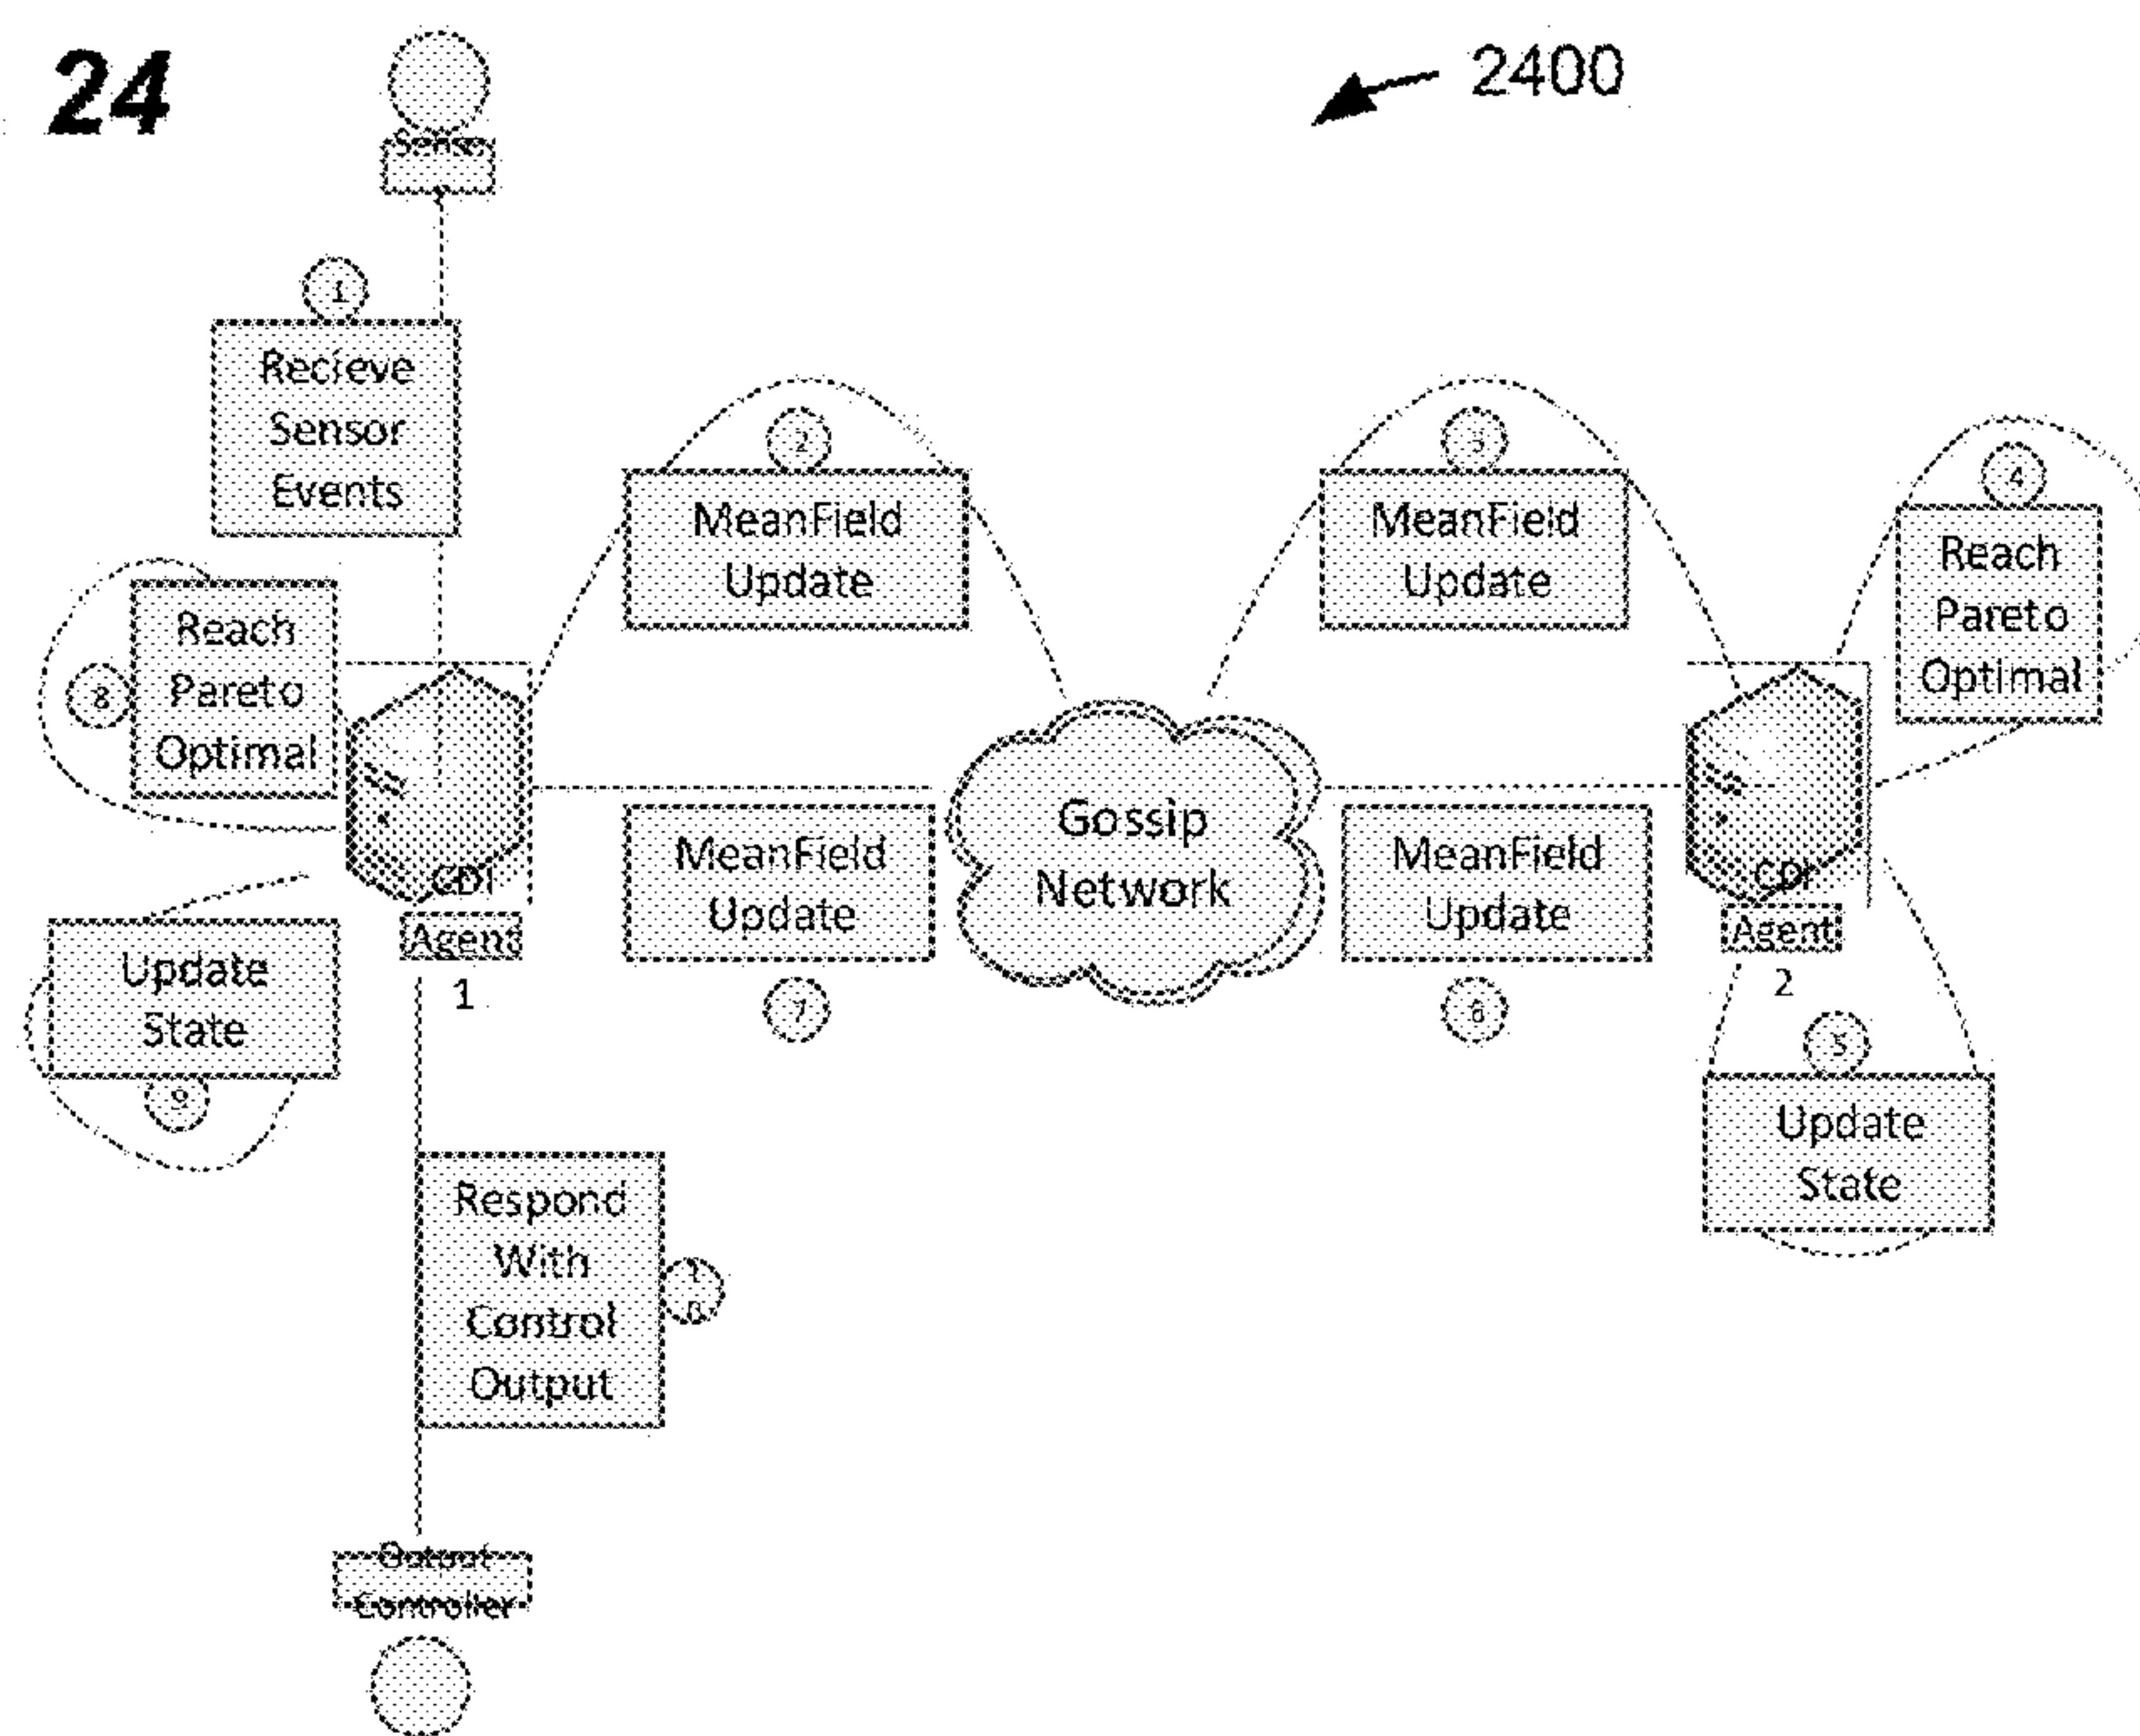 24
2400
1
Recieve
Sensor
Events
2
MeanField
Update
3
MeanField
Update
4
Reach
Pareto
Optimal
8
Reach
Pareto
Optimal
Gossip
Network
CDI
Agent
1
MeanField
Update
7
MeanField
Update
6
CDI
Agent
2
Update
State
9
5
Update
State
Respond
With
Control
Output
1
0
Output
Controller